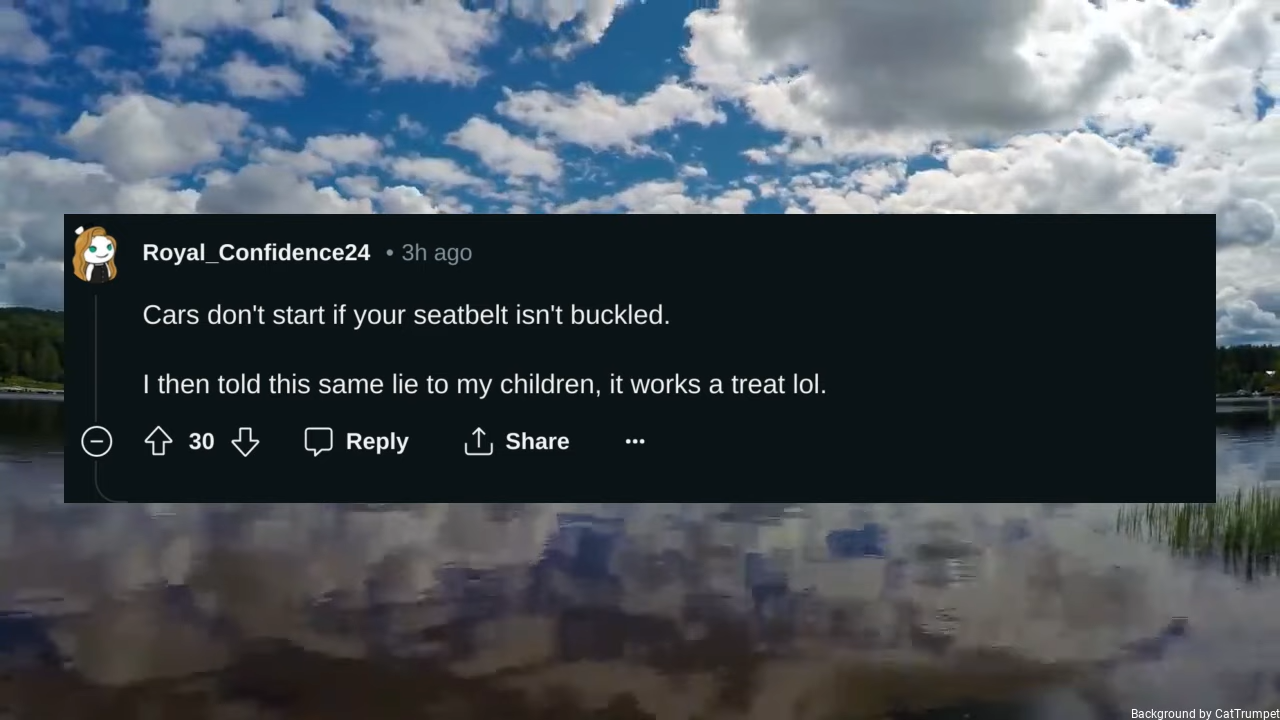 Royal_Confidence24 • 3h ago
Cars don't start if your seatbelt isn't buckled.
I then told this same lie to my children, it works a treat lol.
30 Reply Share ···
Background by CatTrumpet